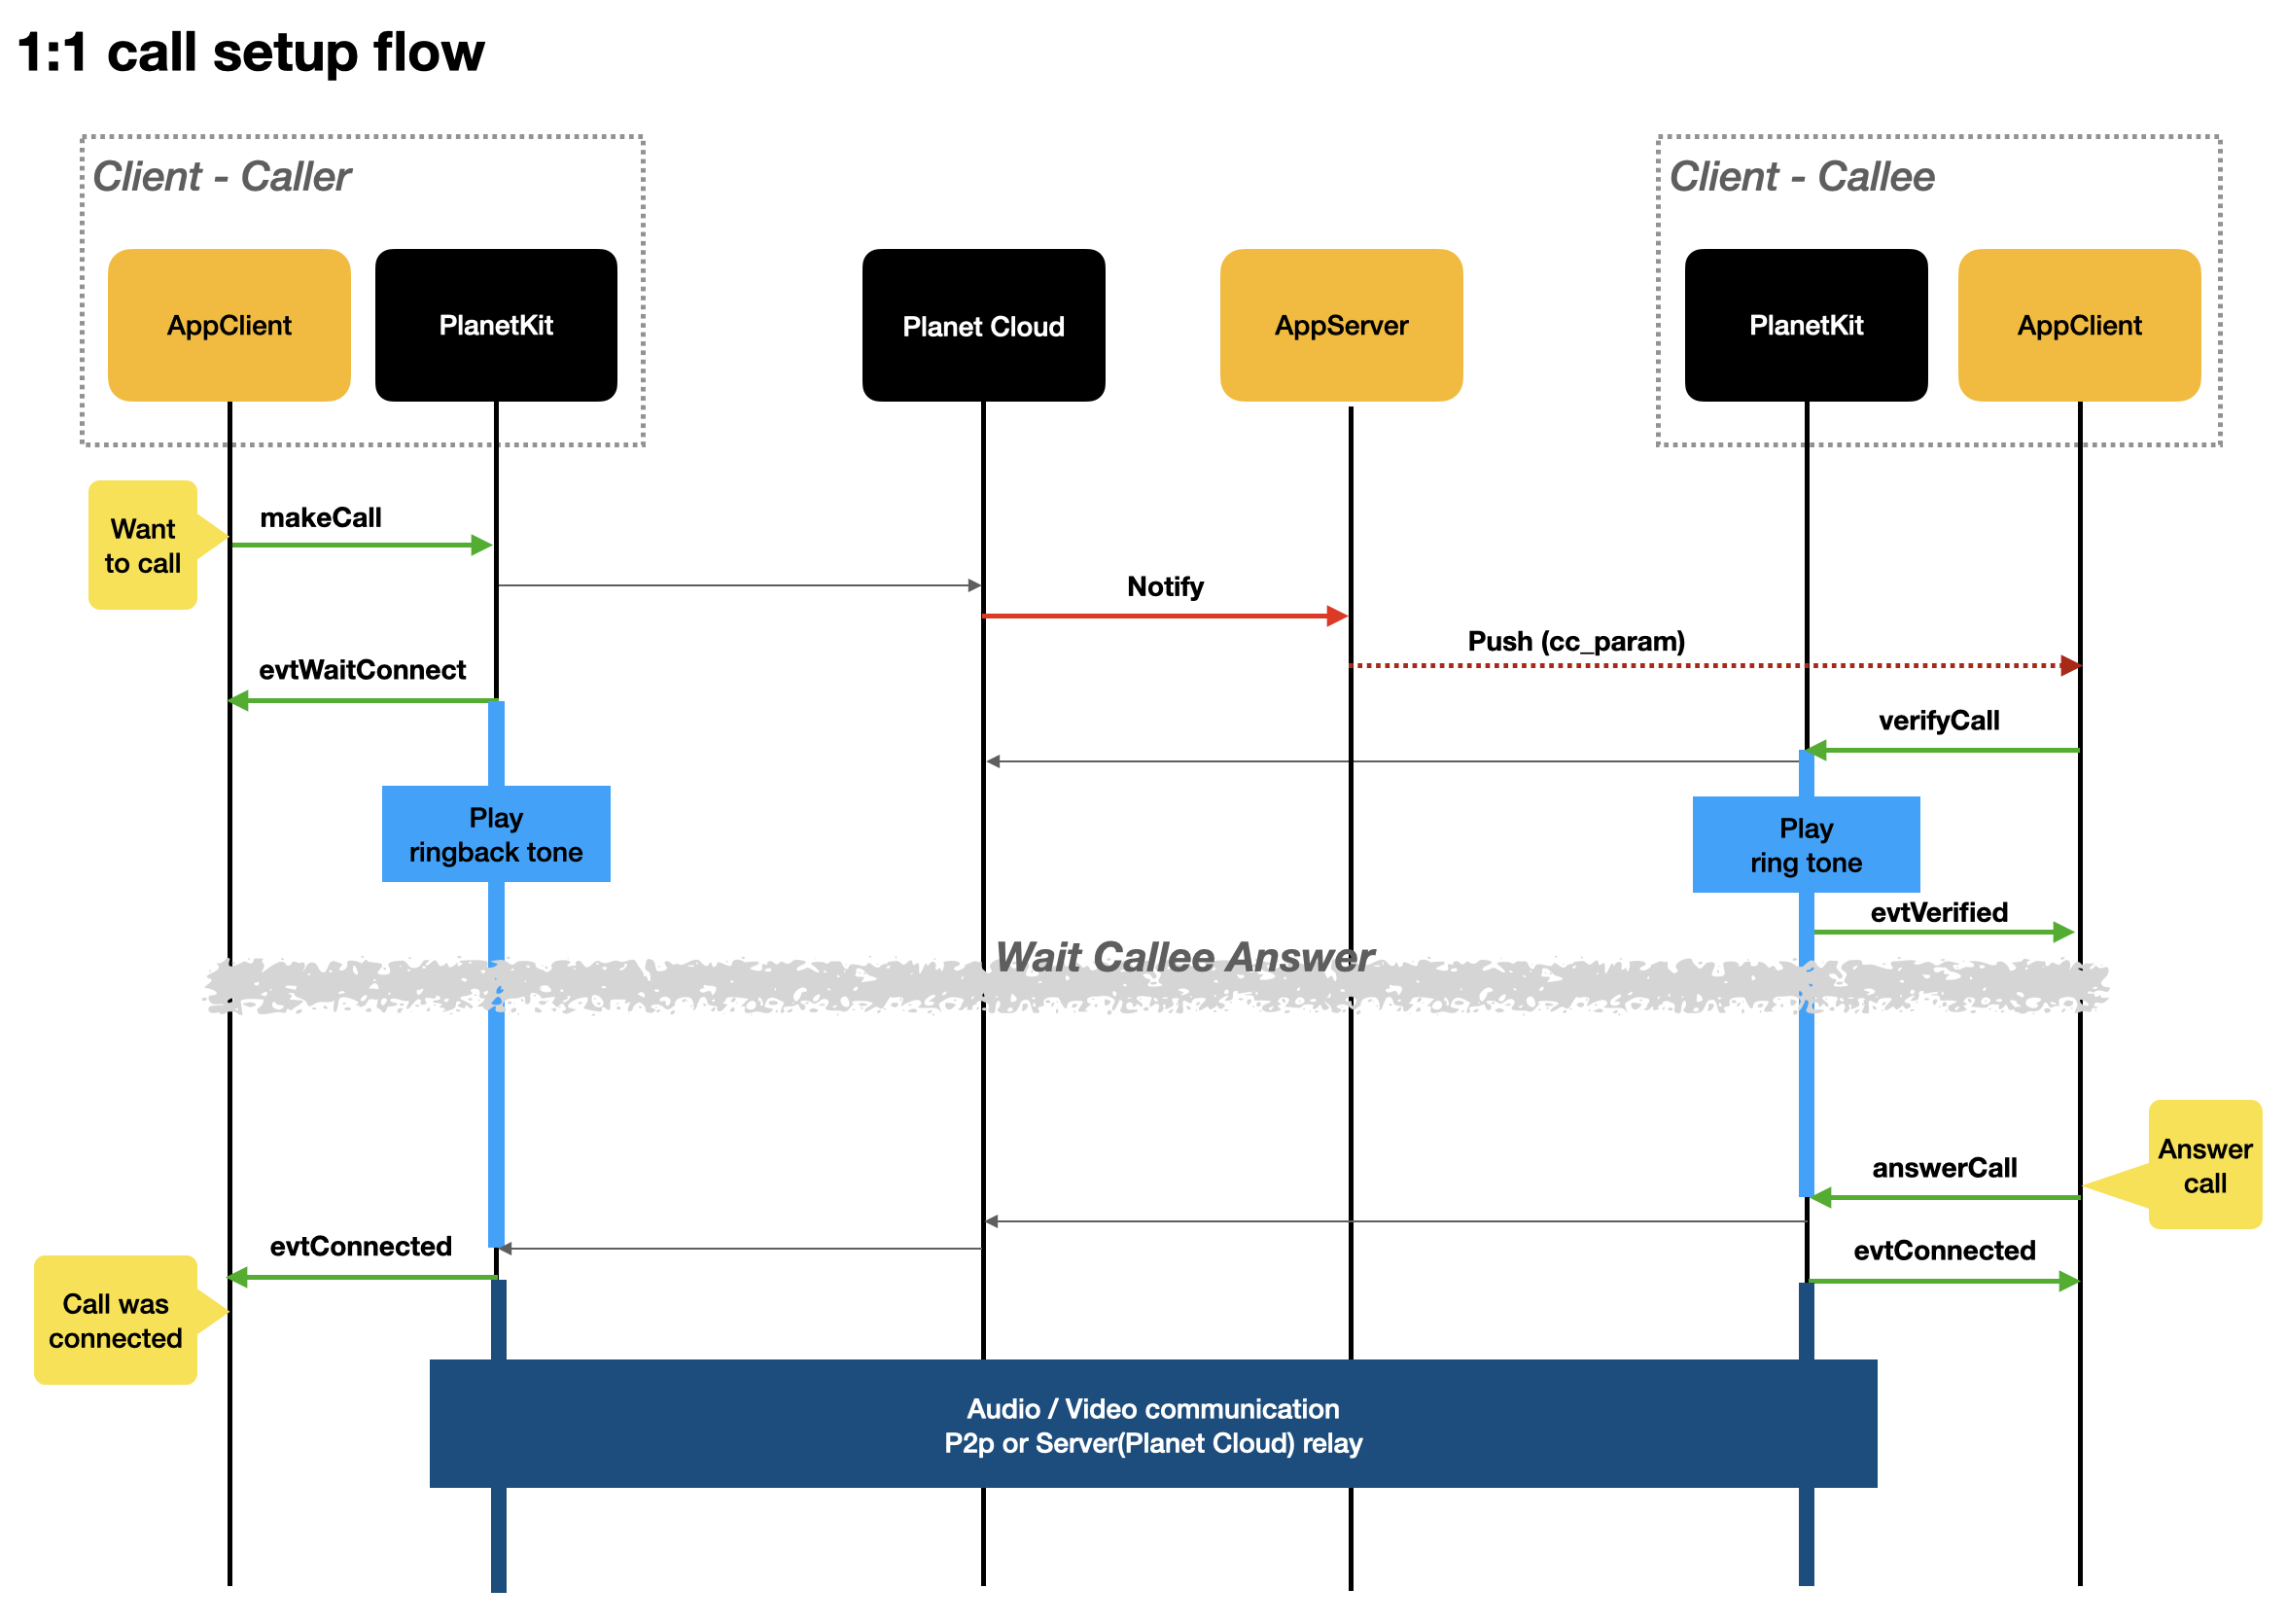 1:1 call setup flow
Client - Caller
Client - Callee
AppClient
PlanetKit
Planet Cloud
AppServer
PlanetKit
AppClient
Want
to call
makeCall
Notify
Push (cc_param)
evtWaitConnect
verifyCall
Play
ringback tone
Play
ring tone
evtVerified
Wait Callee Answer
Answer
call
answerCall
evtConnected
evtConnected
Call was
connected
Audio / Video communication
P2p or Server(Planet Cloud) relay